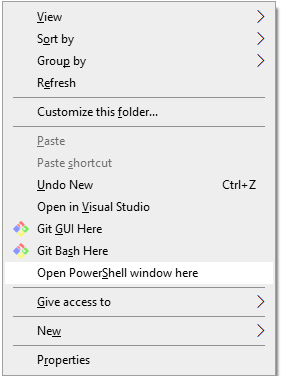 View
Sort by
Group by
Refresh
Customize this folder...
Paste
Paste shortcut
Undo New Ctrl+Z
Open in Visual Studio
Git GUI Here
Git Bash Here
Open PowerShell window here
Give access to
New
Properties